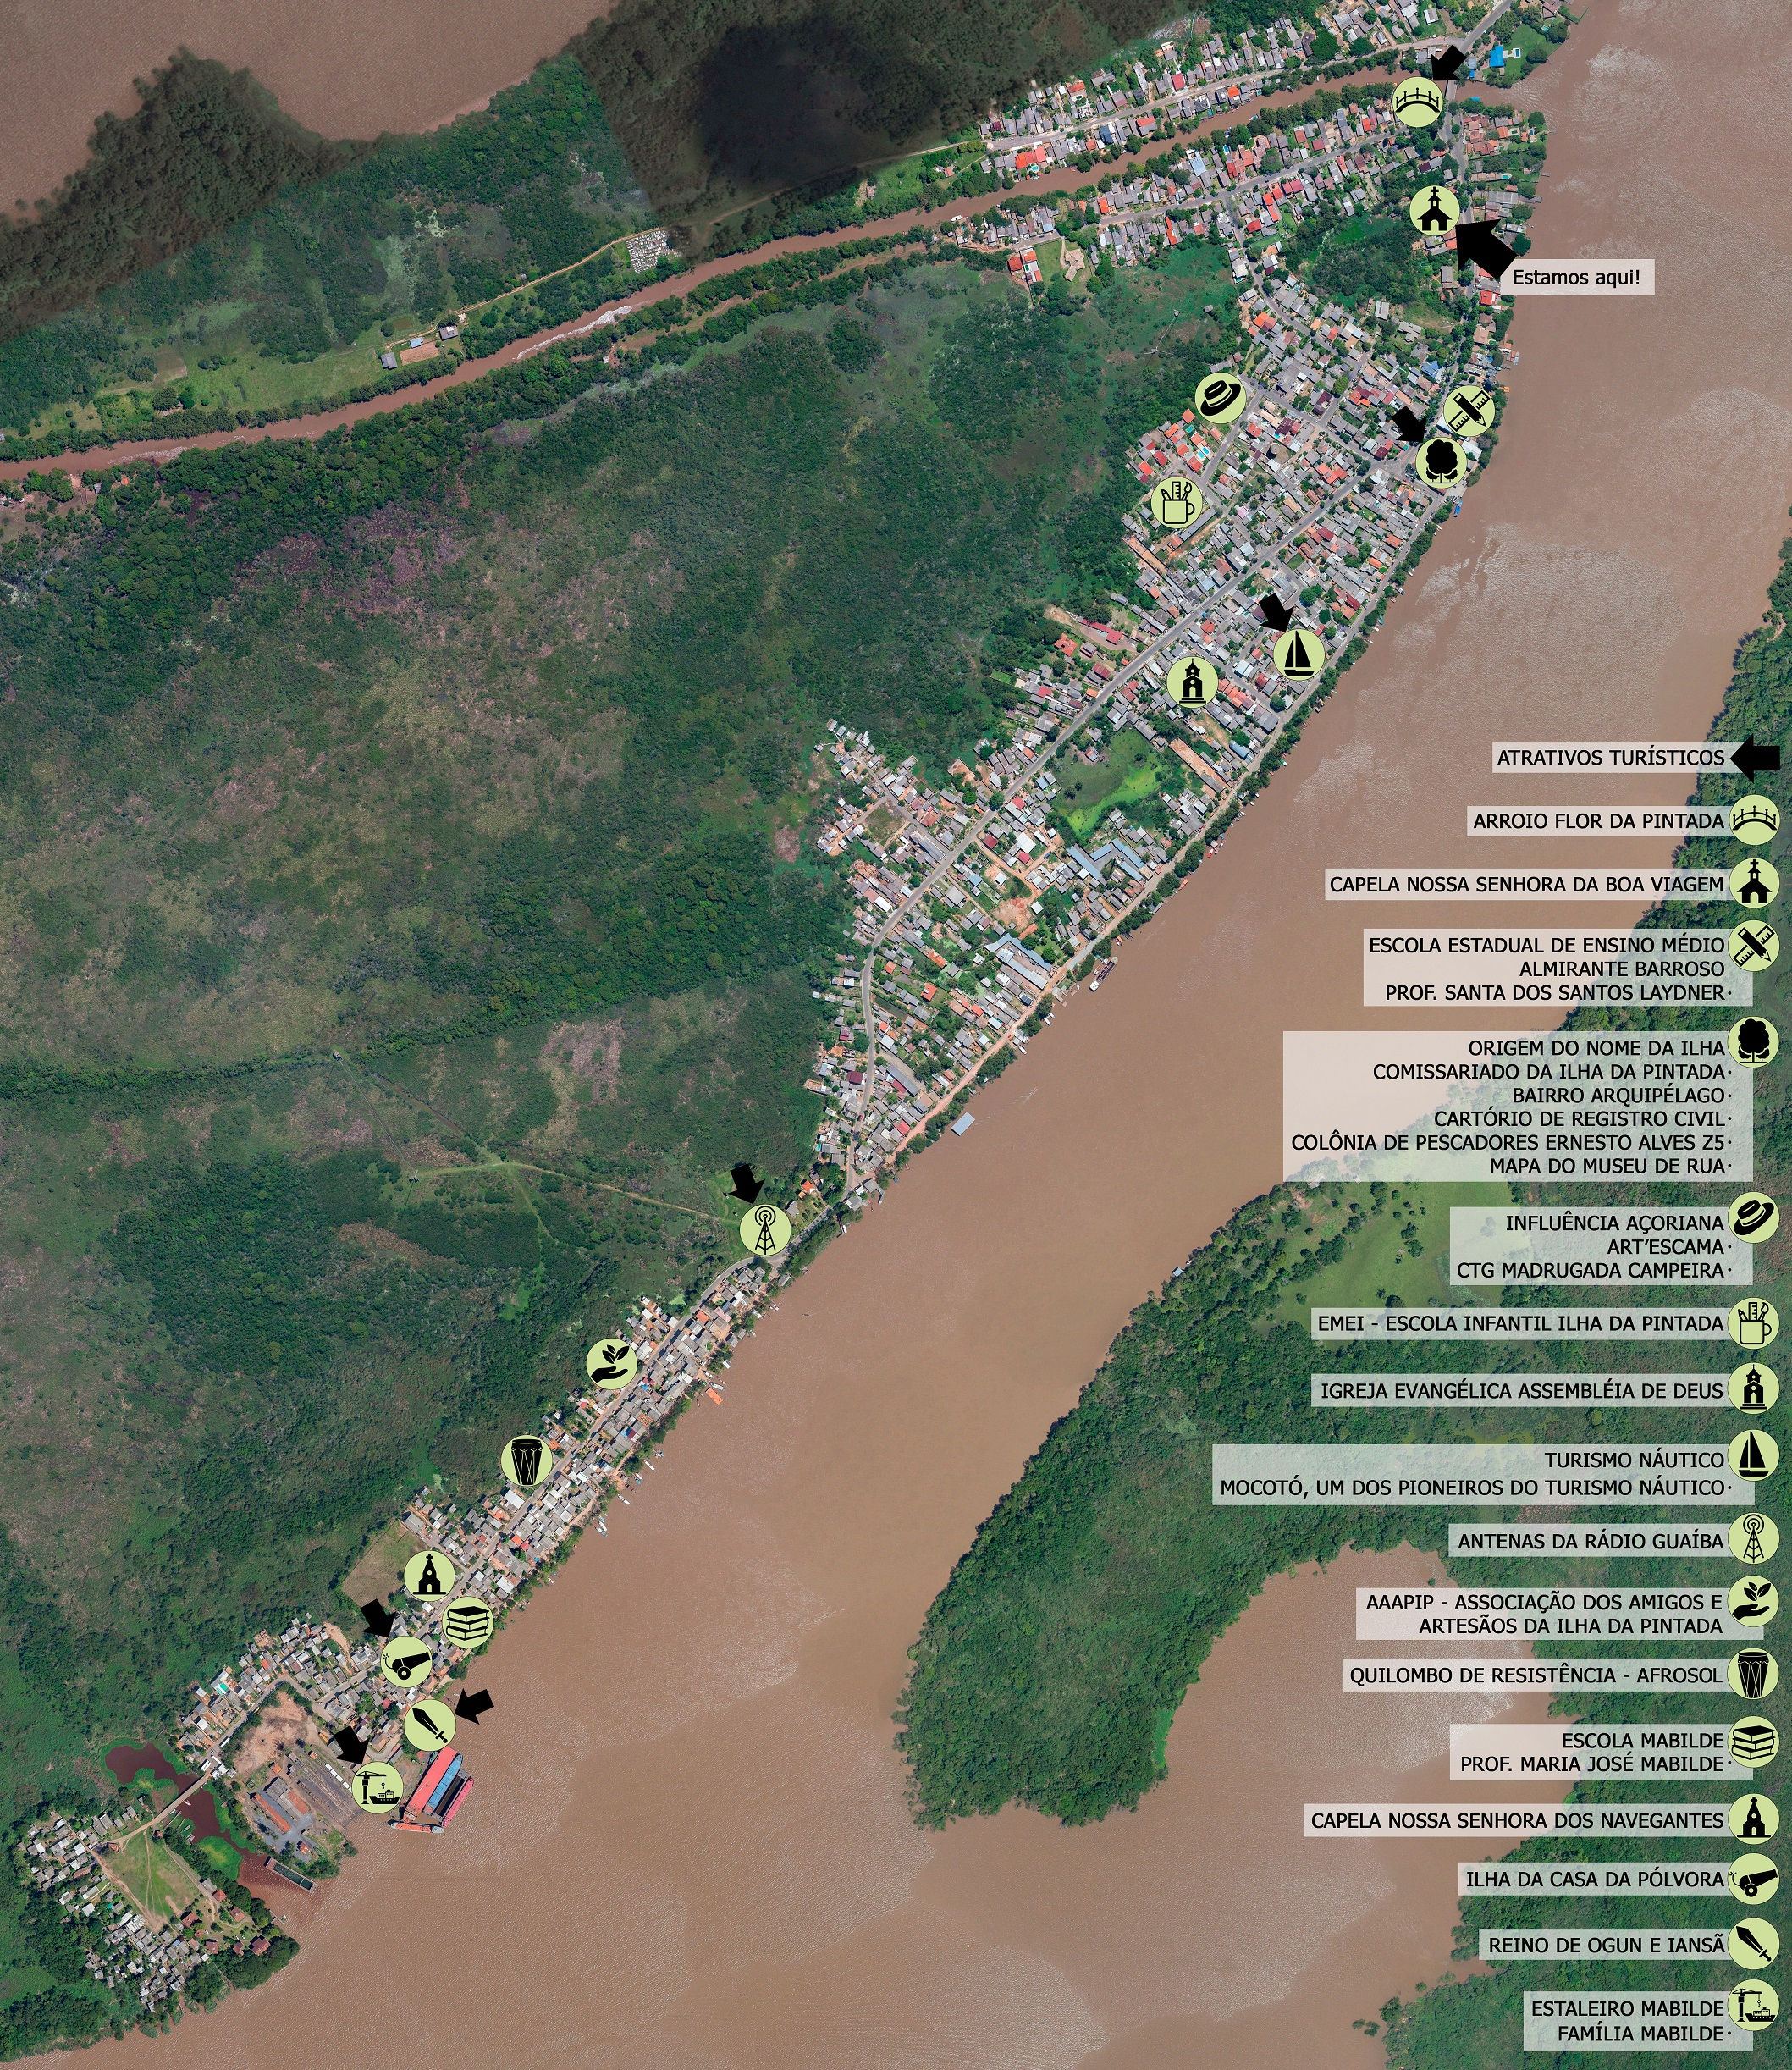 Estamos aqui!
ATRATIVOS TURÍSTICOS
ARROIO FLOR DA PINTADA
CAPELA NOSSA SENHORA DA BOA VIAGEM
ESCOLA ESTADUAL DE ENSINO MÉDIO
ALMIRANTE BARROSO
PROF. SANTA DOS SANTOS LAYDNER·
ORIGEM DO NOME DA ILHA
COMISSARIADO DA ILHA DA PINTADA·
BAIRRO ARQUIPÉLAGO·
CARTÓRIO DE REGISTRO CIVIL·
COLÔNIA DE PESCADORES ERNESTO ALVES Z5·
MAPA DO MUSEU DE RUA·
INFLUÊNCIA AÇORIANA
ART'ESCAMA·
CTG MADRUGADA CAMPEIRA·
EMEI - ESCOLA INFANTIL ILHA DA PINTADA
IGREJA EVANGÉLICA ASSEMBLÉIA DE DEUS
TURISMO NÁUTICO
MOCOTÓ, UM DOS PIONEIROS DO TURISMO NÁUTICO·
ANTENAS DA RÁDIO GUAÍBA
AAAPIP - ASSOCIAÇÃO DOS AMIGOS E
ARTESÃOS DA ILHA DA PINTADA
QUILOMBO DE RESISTÊNCIA - AFROSOL
ESCOLA MABILDE
PROF. MARIA JOSÉ MABILDE·
CAPELA NOSSA SENHORA DOS NAVEGANTES
ILHA DA CASA DA PÓLVORA
REINO DE OGUN E IANSÃ
ESTALEIRO MABILDE
FAMÍLIA MABILDE·